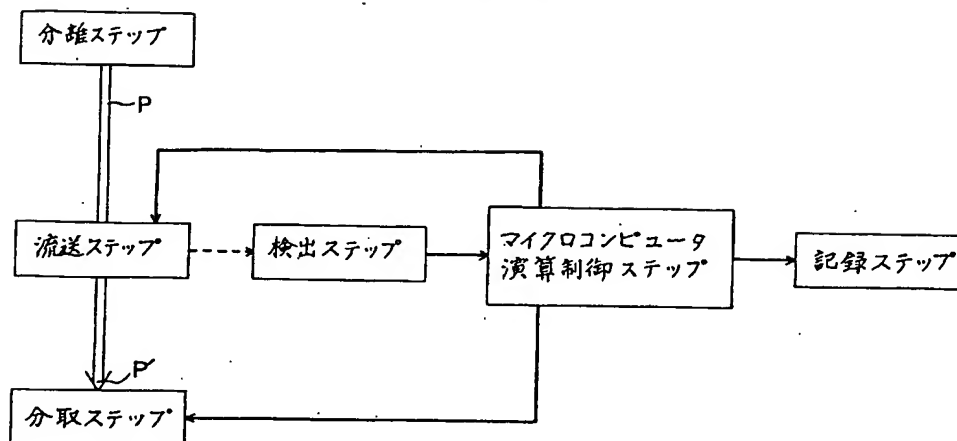 分離ステップ
P
流送ステップ
検出ステップ
マイクロコンピュータ
演算制御ステップ
記録ステップ
P'
分取ステップ